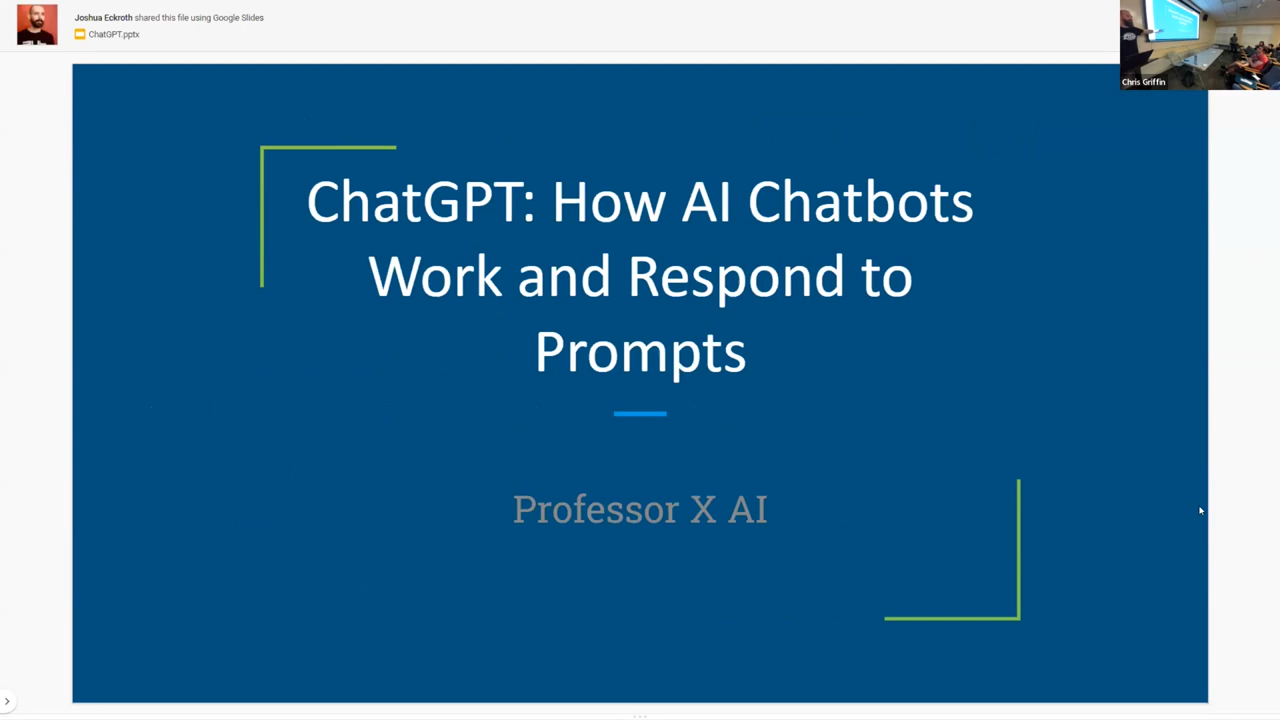 Joshua Eckroth shared this file using Google Slides
ChatGPT.pptx
Chris Griffin
ChatGPT: How AI Chatbots
Work and Respond to
Prompts
Professor X AI